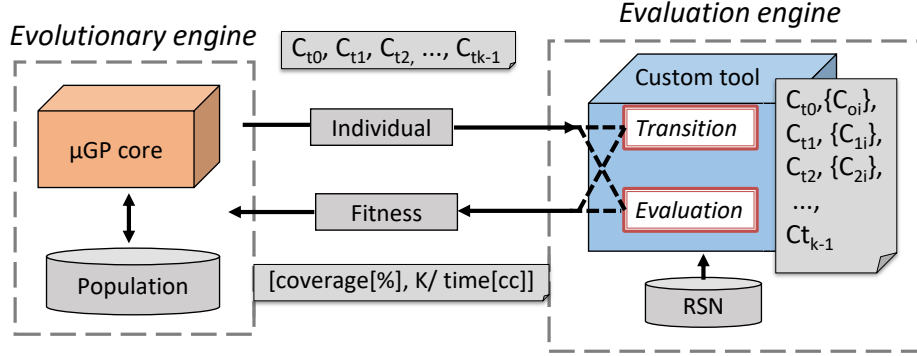 Evolutionary engine
Evaluation engine
C_t0, C_t1, C_t2, ..., C_tk-1
Custom tool
μGP core
Individual
Transition
C_t0,{C_oi},
C_t1, {C_1i},
C_t2, {C_2i},
...,
Ct_k-1
Fitness
Evaluation
Population
[coverage[%], K/ time[cc]]
RSN